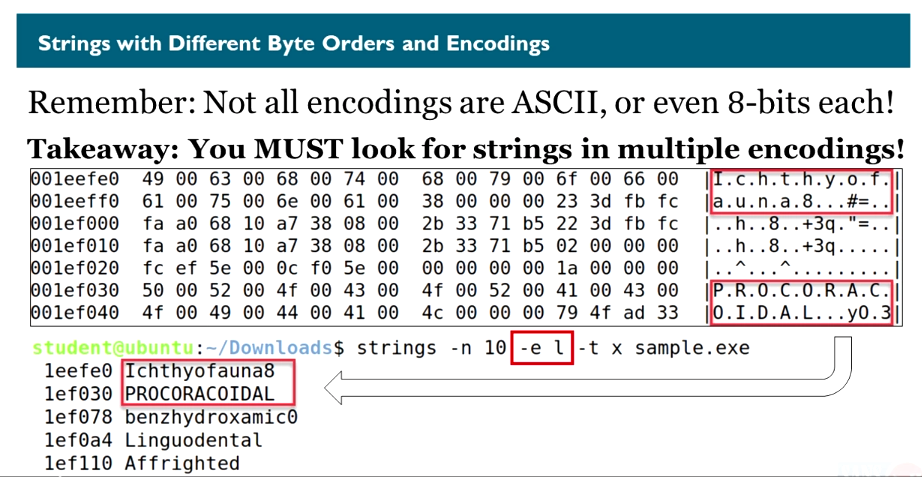 Strings with Different Byte Orders and Encodings
Remember: Not all encodings are ASCII, or even 8-bits each!
Takeaway: You MUST look for strings in multiple encodings!
001eefe0  49 00 63 00 68 00 74 00  68 00 79 00 6f 00 66 00  |I.c.h.t.h.y.o.f.|
001eeff0  61 00 75 00 6e 00 61 00  38 00 00 00 23 3d fb fc  |a.u.n.a.8...#=..|
001ef000  fa a0 68 10 a7 38 08 00  2b 33 71 b5 22 3d fb fc  |..h..8..+3q."=..|
001ef010  fa a0 68 10 a7 38 08 00  2b 33 71 b5 02 00 00 00  |..h..8..+3q.....|
001ef020  fc ef 5e 00 0c f0 5e 00  00 00 00 00 1a 00 00 00  |..^...^.........|
001ef030  50 00 52 00 4f 00 43 00  4f 00 52 00 41 00 43 00  |P.R.O.C.O.R.A.C.|
001ef040  4f 00 49 00 44 00 41 00  4c 00 00 00 79 4f ad 33  |O.I.D.A.L...yO.3|
student@ubuntu:~/Downloads$ strings -n 10 -e l -t x sample.exe
1eefe0 Ichthyofauna8
1ef030 PROCORACOIDAL
1ef078 benzhydroxamic0
1ef0a4 Linguodental
1ef110 Affrighted